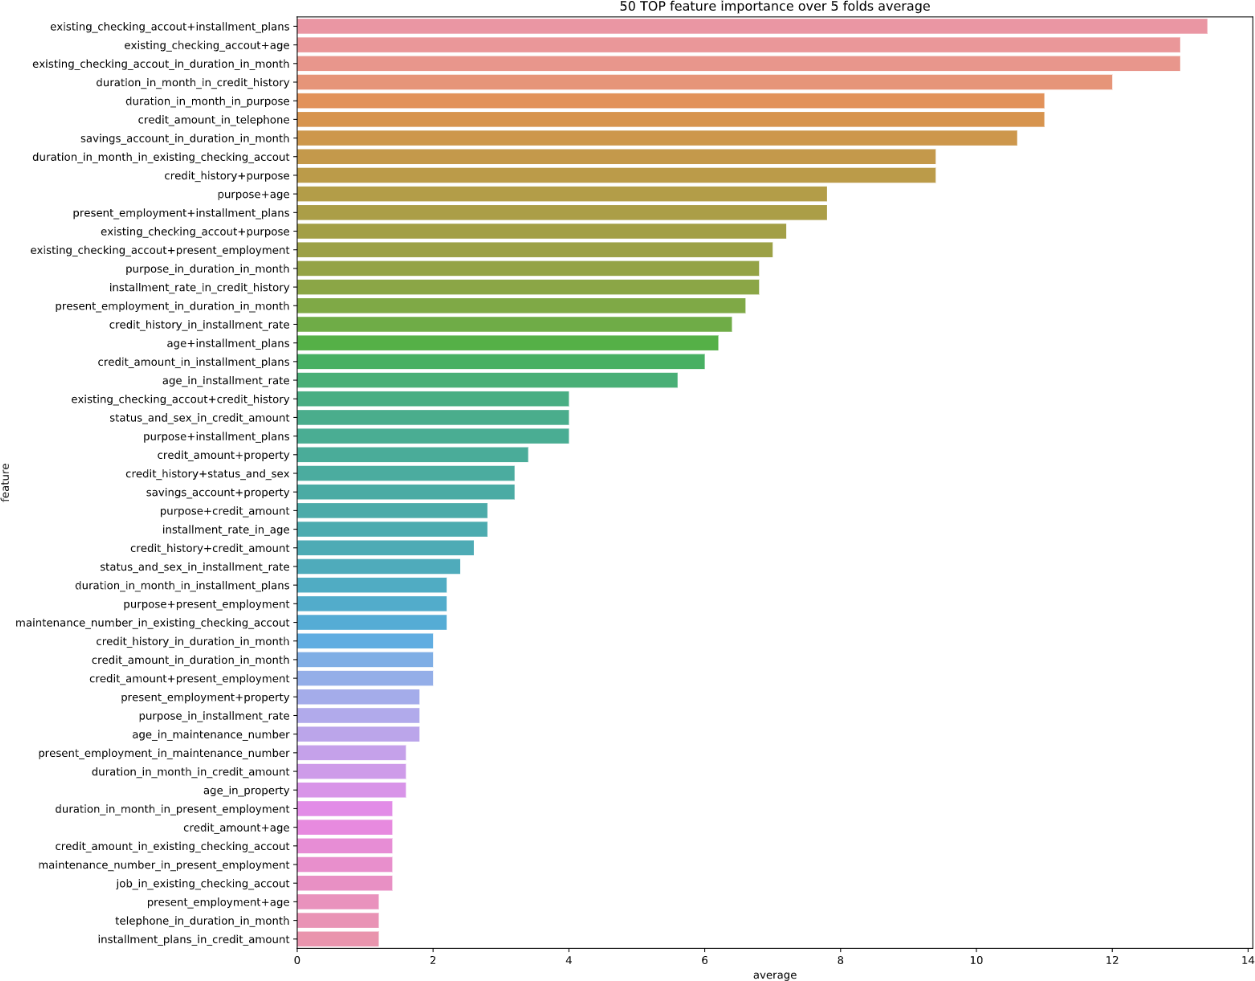 50 TOP feature importance over 5 folds average
existing_checking_accout+installment_plans
existing_checking_accout+age
existing_checking_accout_in_duration_in_month
duration_in_month_in_credit_history
duration_in_month_in_purpose
credit_amount_in_telephone
savings_account_in_duration_in_month
duration_in_month_in_existing_checking_accout
credit_history+purpose
purpose+age
present_employment+installment_plans
existing_checking_accout+purpose
existing_checking_accout+present_employment
purpose_in_duration_in_month
installment_rate_in_credit_history
present_employment_in_duration_in_month
credit_history_in_installment_rate
age+installment_plans
credit_amount_in_installment_plans
age_in_installment_rate
existing_checking_accout+credit_history
status_and_sex_in_credit_amount
purpose+installment_plans
credit_amount+property
credit_history+status_and_sex
savings_account+property
purpose+credit_amount
installment_rate_in_age
credit_history+credit_amount
status_and_sex_in_installment_rate
duration_in_month_in_installment_plans
purpose+present_employment
maintenance_number_in_existing_checking_accout
credit_history_in_duration_in_month
credit_amount_in_duration_in_month
credit_amount+present_employment
present_employment+property
purpose_in_installment_rate
age_in_maintenance_number
present_employment_in_maintenance_number
duration_in_month_in_credit_amount
age_in_property
duration_in_month_in_present_employment
credit_amount+age
credit_amount_in_existing_checking_accout
maintenance_number_in_present_employment
job_in_existing_checking_accout
present_employment+age
telephone_in_duration_in_month
installment_plans_in_credit_amount
feature
0 2 4 6 8 10 12 14
average